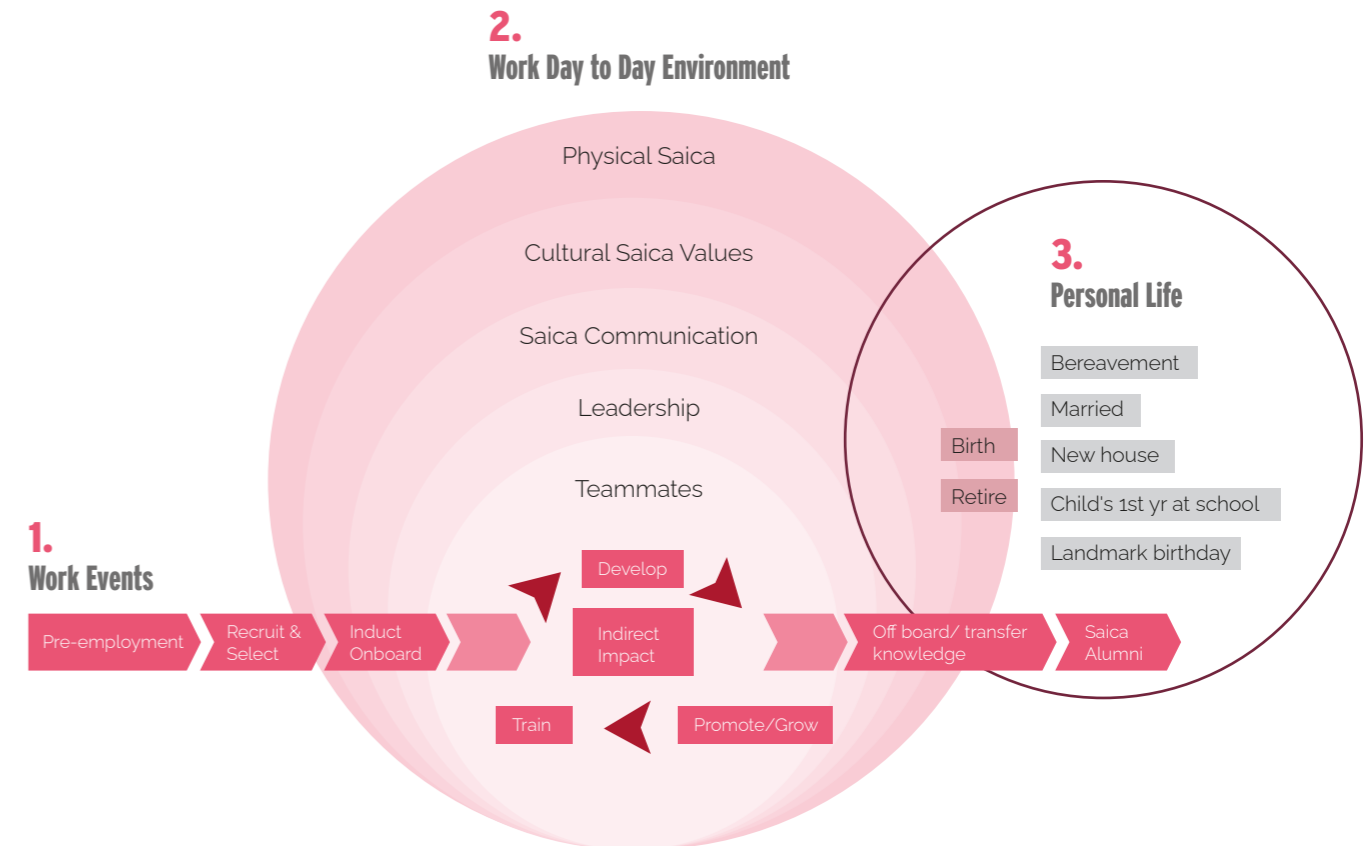 2.
Work Day to Day Environment
Physical Saica
Cultural Saica Values
Saica Communication
Leadership
Teammates
3.
Personal Life
Bereavement
Married
New house
Child's 1st yr at school
Landmark birthday
Birth
Retire
1.
Work Events
Pre-employment
Recruit &
Select
Induct
Onboard
Develop
Indirect
Impact
Train
Promote/Grow
Off board/ transfer
knowledge
Saica
Alumni